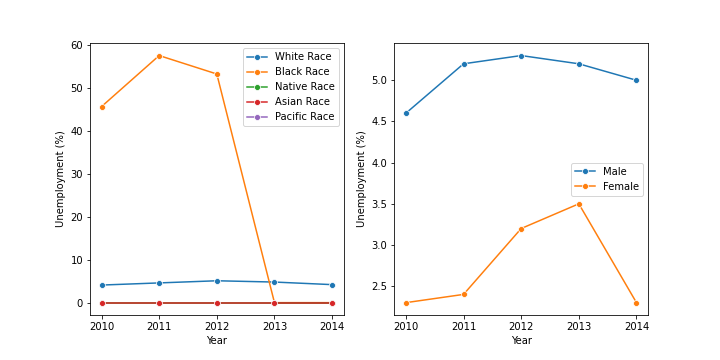 60
50
40
30
20
10
0
Unemployment (%)
2010 2011 2012 2013 2014
Year
White Race
Black Race
Native Race
Asian Race
Pacific Race
5.0
4.5
4.0
3.5
3.0
2.5
Unemployment (%)
2010 2011 2012 2013 2014
Year
Male
Female